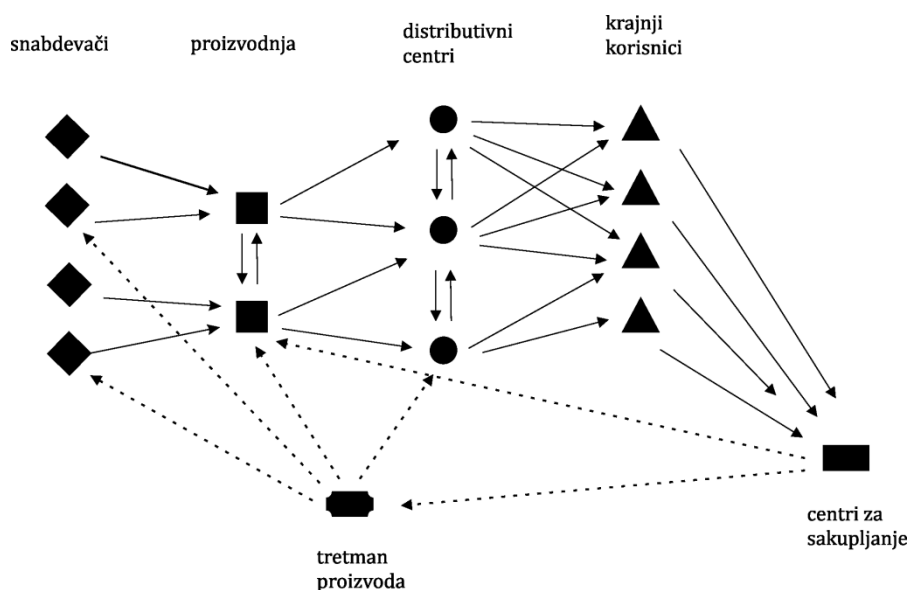 snabdevači
proizvodnja
distributivni
centri
krajnji
korisnici
tretman
proizvoda
centri za
sakupljanje